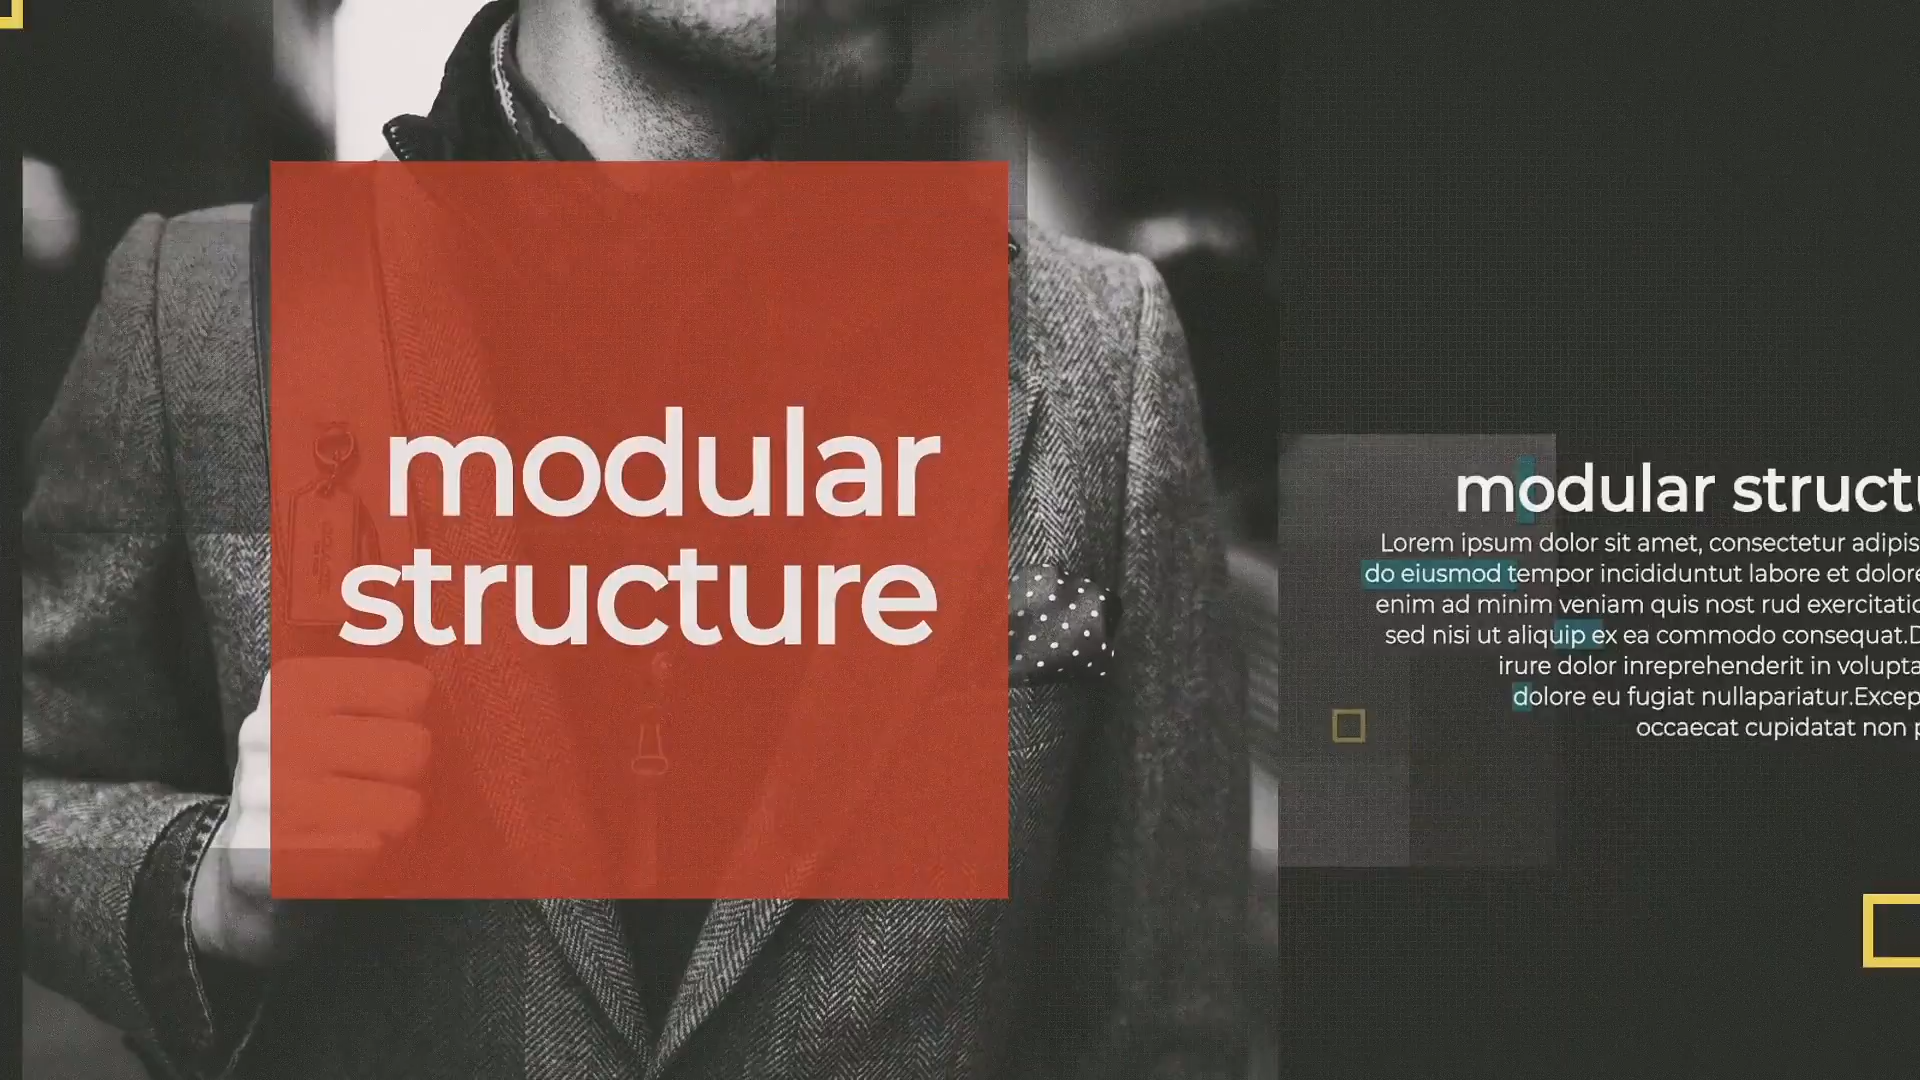 modular
structure
modular struct
Lorem ipsum dolor sit amet, consectetur adipis
do eiusmod tempor incididuntut labore et dolore
enim ad minim veniam quis nost rud exercitatio
sed nisi ut aliquip ex ea commodo consequat.D
irure dolor inreprehenderit in volupta
dolore eu fugiat nullapariatur.Excep
occaecat cupidatat non p